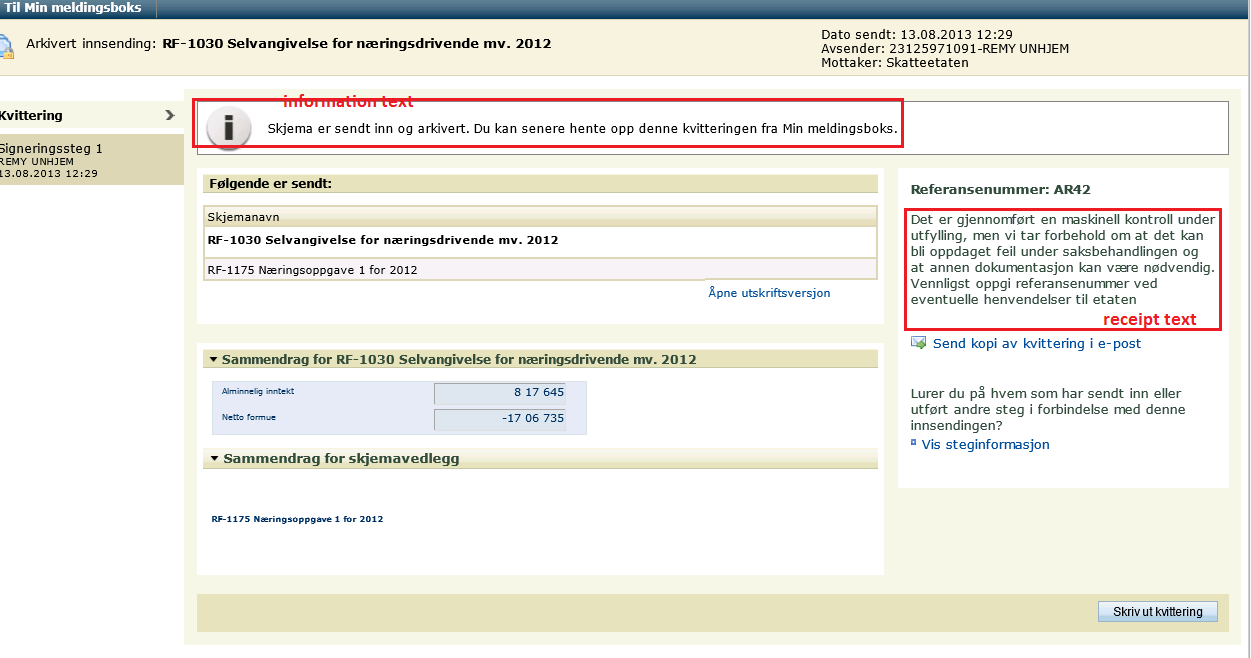 Til Min meldingsboks
Arkivert innsending: RF-1030 Selvangivelse for næringsdrivende mv. 2012
Dato sendt: 13.08.2013 12:29
Avsender: 23125971091-REMY UNHJEM
Mottaker: Skatteetaten
Kvittering
Signeringssteg 1
REMY UNHJEM
13.08.2013 12:29
information text
Skjema er sendt inn og arkivert. Du kan senere hente opp denne kvitteringen fra Min meldingsboks.
Følgende er sendt:
Skjemanavn
RF-1030 Selvangivelse for næringsdrivende mv. 2012
RF-1175 Næringsoppgave 1 for 2012
Åpne utskriftsversjon
Sammendrag for RF-1030 Selvangivelse for næringsdrivende mv. 2012
Alminnelig inntekt 8 17 645
Netto formue -17 06 735
Sammendrag for skjemavedlegg
RF-1175 Næringsoppgave 1 for 2012
Referansenummer: AR42
Det er gjennomført en maskinell kontroll under
utfylling, men vi tar forbehold om at det kan
bli oppdaget feil under saksbehandlingen og
at annen dokumentasjon kan være nødvendig.
Vennligst oppgi referansenummer ved
eventuelle henvendelser til etaten
receipt text
Send kopi av kvittering i e-post
Lurer du på hvem som har sendt inn eller
utført andre steg i forbindelse med denne
innsendingen?
Vis steginformasjon
Skriv ut kvittering